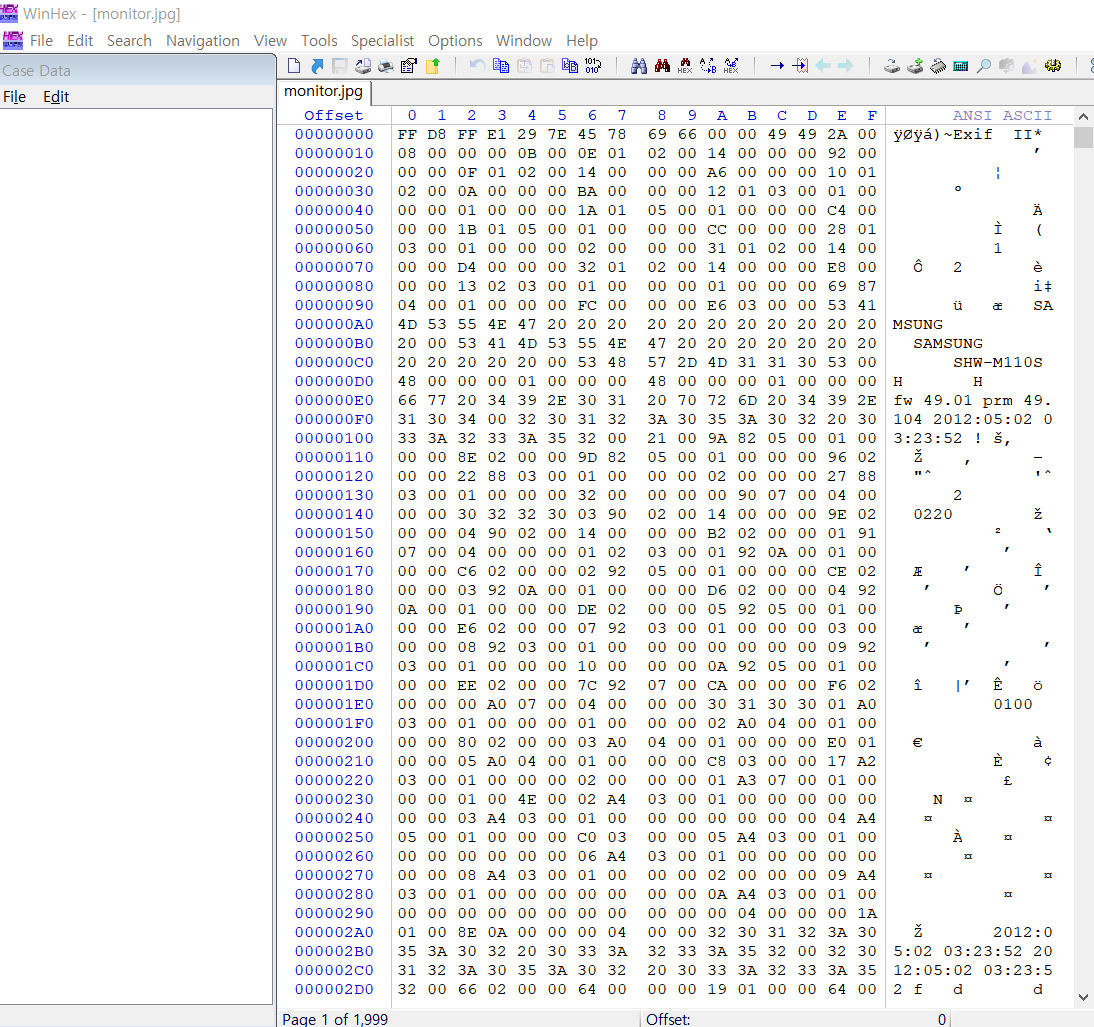 WinHex - [monitor.jpg]
File Edit Search Navigation View Tools Specialist Options Window Help
Case Data
File Edit
monitor.jpg
Offset 0 1 2 3 4 5 6 7 8 9 A B C D E F ANSI ASCII
00000000 FF D8 FF E1 29 7E 45 78 69 66 00 00 49 49 2A 00 ÿØÿá)~Exif II*
00000010 08 00 00 00 0B 00 0E 01 02 00 14 00 00 00 92 00 ’
00000020 00 00 0F 01 02 00 14 00 00 00 A6 00 00 00 10 01 ¦
00000030 02 00 0A 00 00 00 BA 00 00 00 12 01 03 00 01 00 º
00000040 00 00 01 00 00 00 1A 01 05 00 01 00 00 00 C4 00 Ä
00000050 00 00 1B 01 05 00 01 00 00 00 CC 00 00 00 28 01 Ì (
00000060 03 00 01 00 00 00 02 00 00 00 31 01 02 00 14 00 1
00000070 00 00 D4 00 00 00 32 01 02 00 14 00 00 00 E8 00 Ô 2 è
00000080 00 00 13 02 03 00 01 00 00 00 01 00 00 00 69 87 i‡
00000090 04 00 01 00 00 00 FC 00 00 00 E6 03 00 00 53 41 ü æ SA
000000A0 4D 53 55 4E 47 20 20 20 20 20 20 20 20 20 20 20 MSUNG
000000B0 20 00 53 41 4D 53 55 4E 47 20 20 20 20 20 20 20 SAMSUNG
000000C0 20 20 20 20 20 00 53 48 57 2D 4D 31 31 30 53 00 SHW-M110S
000000D0 48 00 00 00 01 00 00 00 48 00 00 00 01 00 00 00 H H
000000E0 66 77 20 34 39 2E 30 31 20 70 72 6D 20 34 39 2E fw 49.01 prm 49.
000000F0 31 30 34 00 32 30 31 32 3A 30 35 3A 30 32 20 30 104 2012:05:02 0
00000100 33 3A 32 33 3A 35 32 00 21 00 9A 82 05 00 01 00 3:23:52 ! š‚
00000110 00 00 8E 02 00 00 9D 82 05 00 01 00 00 00 96 02 Ž ‚ –
00000120 00 00 22 88 03 00 01 00 00 00 02 00 00 00 27 88 "ˆ 'ˆ
00000130 03 00 01 00 00 00 32 00 00 00 00 90 07 00 04 00 2
00000140 00 00 30 32 32 30 03 90 02 00 14 00 00 00 9E 02 0220 ž
00000150 00 00 04 90 02 00 14 00 00 00 B2 02 00 00 01 91 ² ‘
00000160 07 00 04 00 00 00 01 02 03 00 01 92 0A 00 01 00 ’
00000170 00 00 C6 02 00 00 02 92 05 00 01 00 00 00 CE 02 Æ ’ Î
00000180 00 00 03 92 0A 00 01 00 00 00 D6 02 00 00 04 92 ’ Ö ’
00000190 0A 00 01 00 00 00 DE 02 00 00 05 92 05 00 01 00 Þ ’
000001A0 00 00 E6 02 00 00 07 92 03 00 01 00 00 00 03 00 æ ’
000001B0 00 00 08 92 03 00 01 00 00 00 00 00 00 00 09 92 ’ ’
000001C0 03 00 01 00 00 00 10 00 00 00 0A 92 05 00 01 00 ’
000001D0 00 00 EE 02 00 00 7C 92 07 00 CA 00 00 00 F6 02 î |’ Ê ö
000001E0 00 00 00 A0 07 00 04 00 00 00 30 31 30 30 01 A0 0100
000001F0 03 00 01 00 00 00 01 00 00 00 02 A0 04 00 01 00
00000200 00 00 80 02 00 00 03 A0 04 00 01 00 00 00 E0 01 € à
00000210 00 00 05 A0 04 00 01 00 00 00 C8 03 00 00 17 A2 È ¢
00000220 03 00 01 00 00 00 02 00 00 00 01 A3 07 00 01 00 £
00000230 00 00 01 00 4E 00 02 A4 03 00 01 00 00 00 00 00 N ¤
00000240 00 00 03 A4 03 00 01 00 00 00 00 00 00 00 04 A4 ¤ ¤
00000250 05 00 01 00 00 00 C0 03 00 00 05 A4 03 00 01 00 À ¤
00000260 00 00 00 00 00 00 06 A4 03 00 01 00 00 00 00 00 ¤
00000270 00 00 08 A4 03 00 01 00 00 00 02 00 00 00 09 A4 ¤ ¤
00000280 03 00 01 00 00 00 00 00 00 00 0A A4 03 00 01 00 ¤
00000290 00 00 00 00 00 00 00 00 00 00 00 04 00 00 00 1A
000002A0 01 00 8E 0A 00 00 00 04 00 00 32 30 31 32 3A 30 Ž 2012:0
000002B0 35 3A 30 32 20 30 33 3A 32 33 3A 35 32 00 32 30 5:02 03:23:52 20
000002C0 31 32 3A 30 35 3A 30 32 20 30 33 3A 32 33 3A 35 12:05:02 03:23:5
000002D0 32 00 66 02 00 00 64 00 00 00 19 01 00 00 64 00 2 f d d
Page 1 of 1,999 Offset: 0